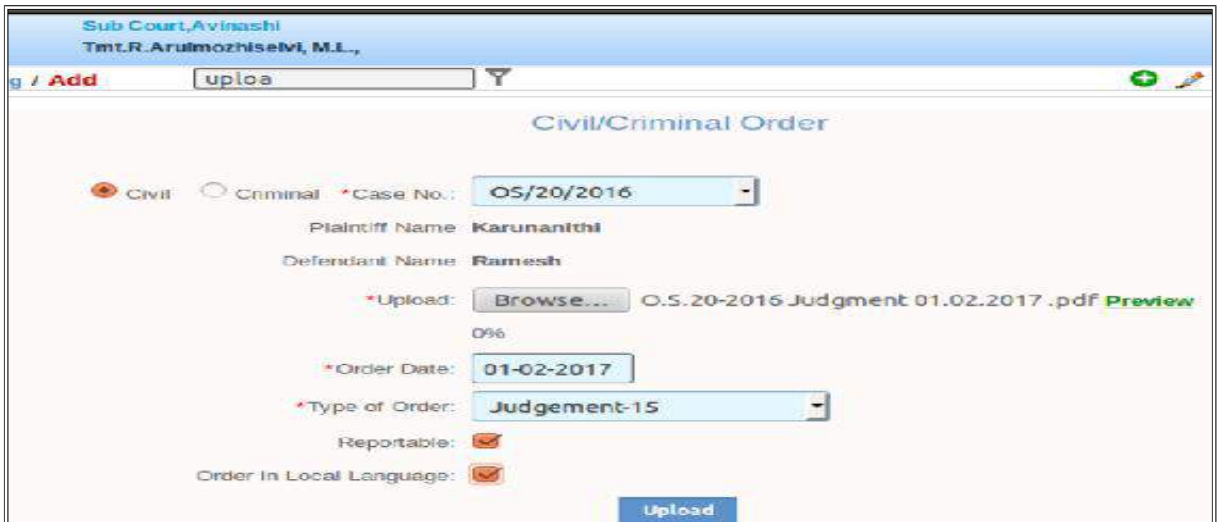 Sub Court,Avinashi
Tmt.R.Arulmozhiselvi, M.L.,
g / Add uploa
Civil/Criminal Order
Civil Criminal *Case No.: OS/20/2016
Plaintiff Name Karunanithi
Defendant Name Ramesh
*Upload: Browse... O.S.20-2016 Judgment 01.02.2017 .pdf Preview
0%
*Order Date: 01-02-2017
*Type of Order: Judgement-15
Reportable:
Order In Local Language:
Upload